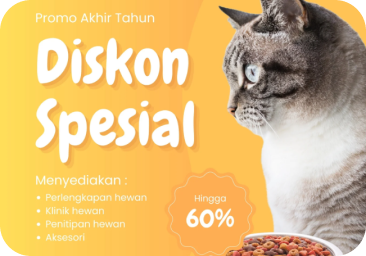 Promo Akhir Tahun
Diskon
Spesial
Menyediakan :
• Perlengkapan hewan
• Klinik hewan
• Penitipan hewan
• Aksesori
Hingga
60%